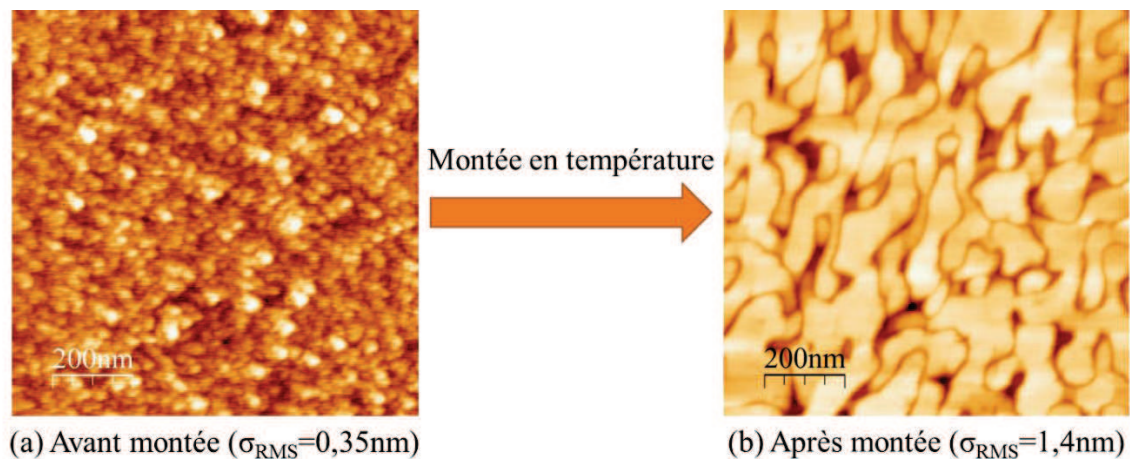 Montée en température
200nm
200nm
(a) Avant montée (σRMS=0,35nm)
(b) Après montée (σRMS=1,4nm)